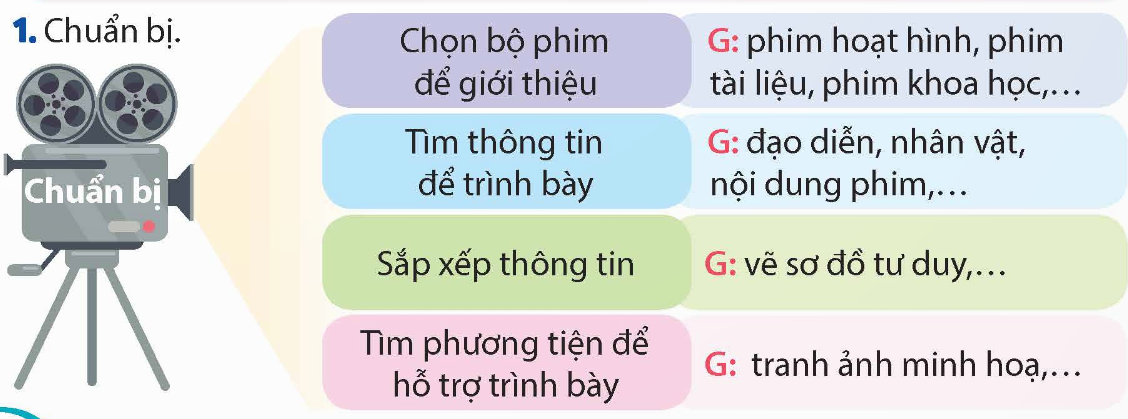 1. Chuẩn bị.
Chuẩn bị
Chọn bộ phim
để giới thiệu
G: phim hoạt hình, phim
tài liệu, phim khoa học,...
Tìm thông tin
để trình bày
G: đạo diễn, nhân vật,
nội dung phim,...
Sắp xếp thông tin
G: vẽ sơ đồ tư duy,...
Tìm phương tiện để
hỗ trợ trình bày
G: tranh ảnh minh hoạ,...